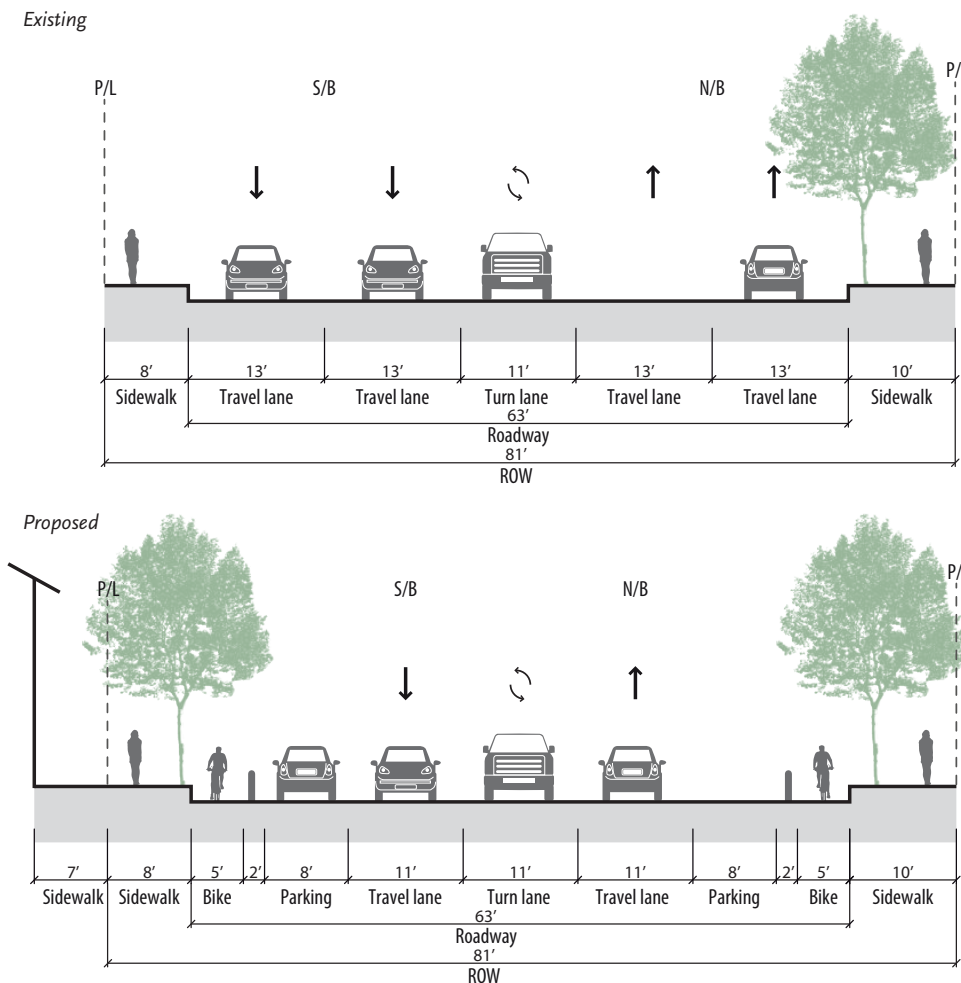 Existing
P/L S/B N/B P/
8’ 13’ 13’ 11’ 13’ 13’ 10’
Sidewalk Travel lane Travel lane Turn lane Travel lane Travel lane Sidewalk
63’
Roadway
81’
ROW
Proposed
P/L S/B N/B P/
7’ 8’ 5’ 2’ 8’ 11’ 11’ 11’ 8’ 2’ 5’ 10’
Sidewalk Sidewalk Bike Parking Travel lane Turn lane Travel lane Parking Bike Sidewalk
63’
Roadway
81’
ROW